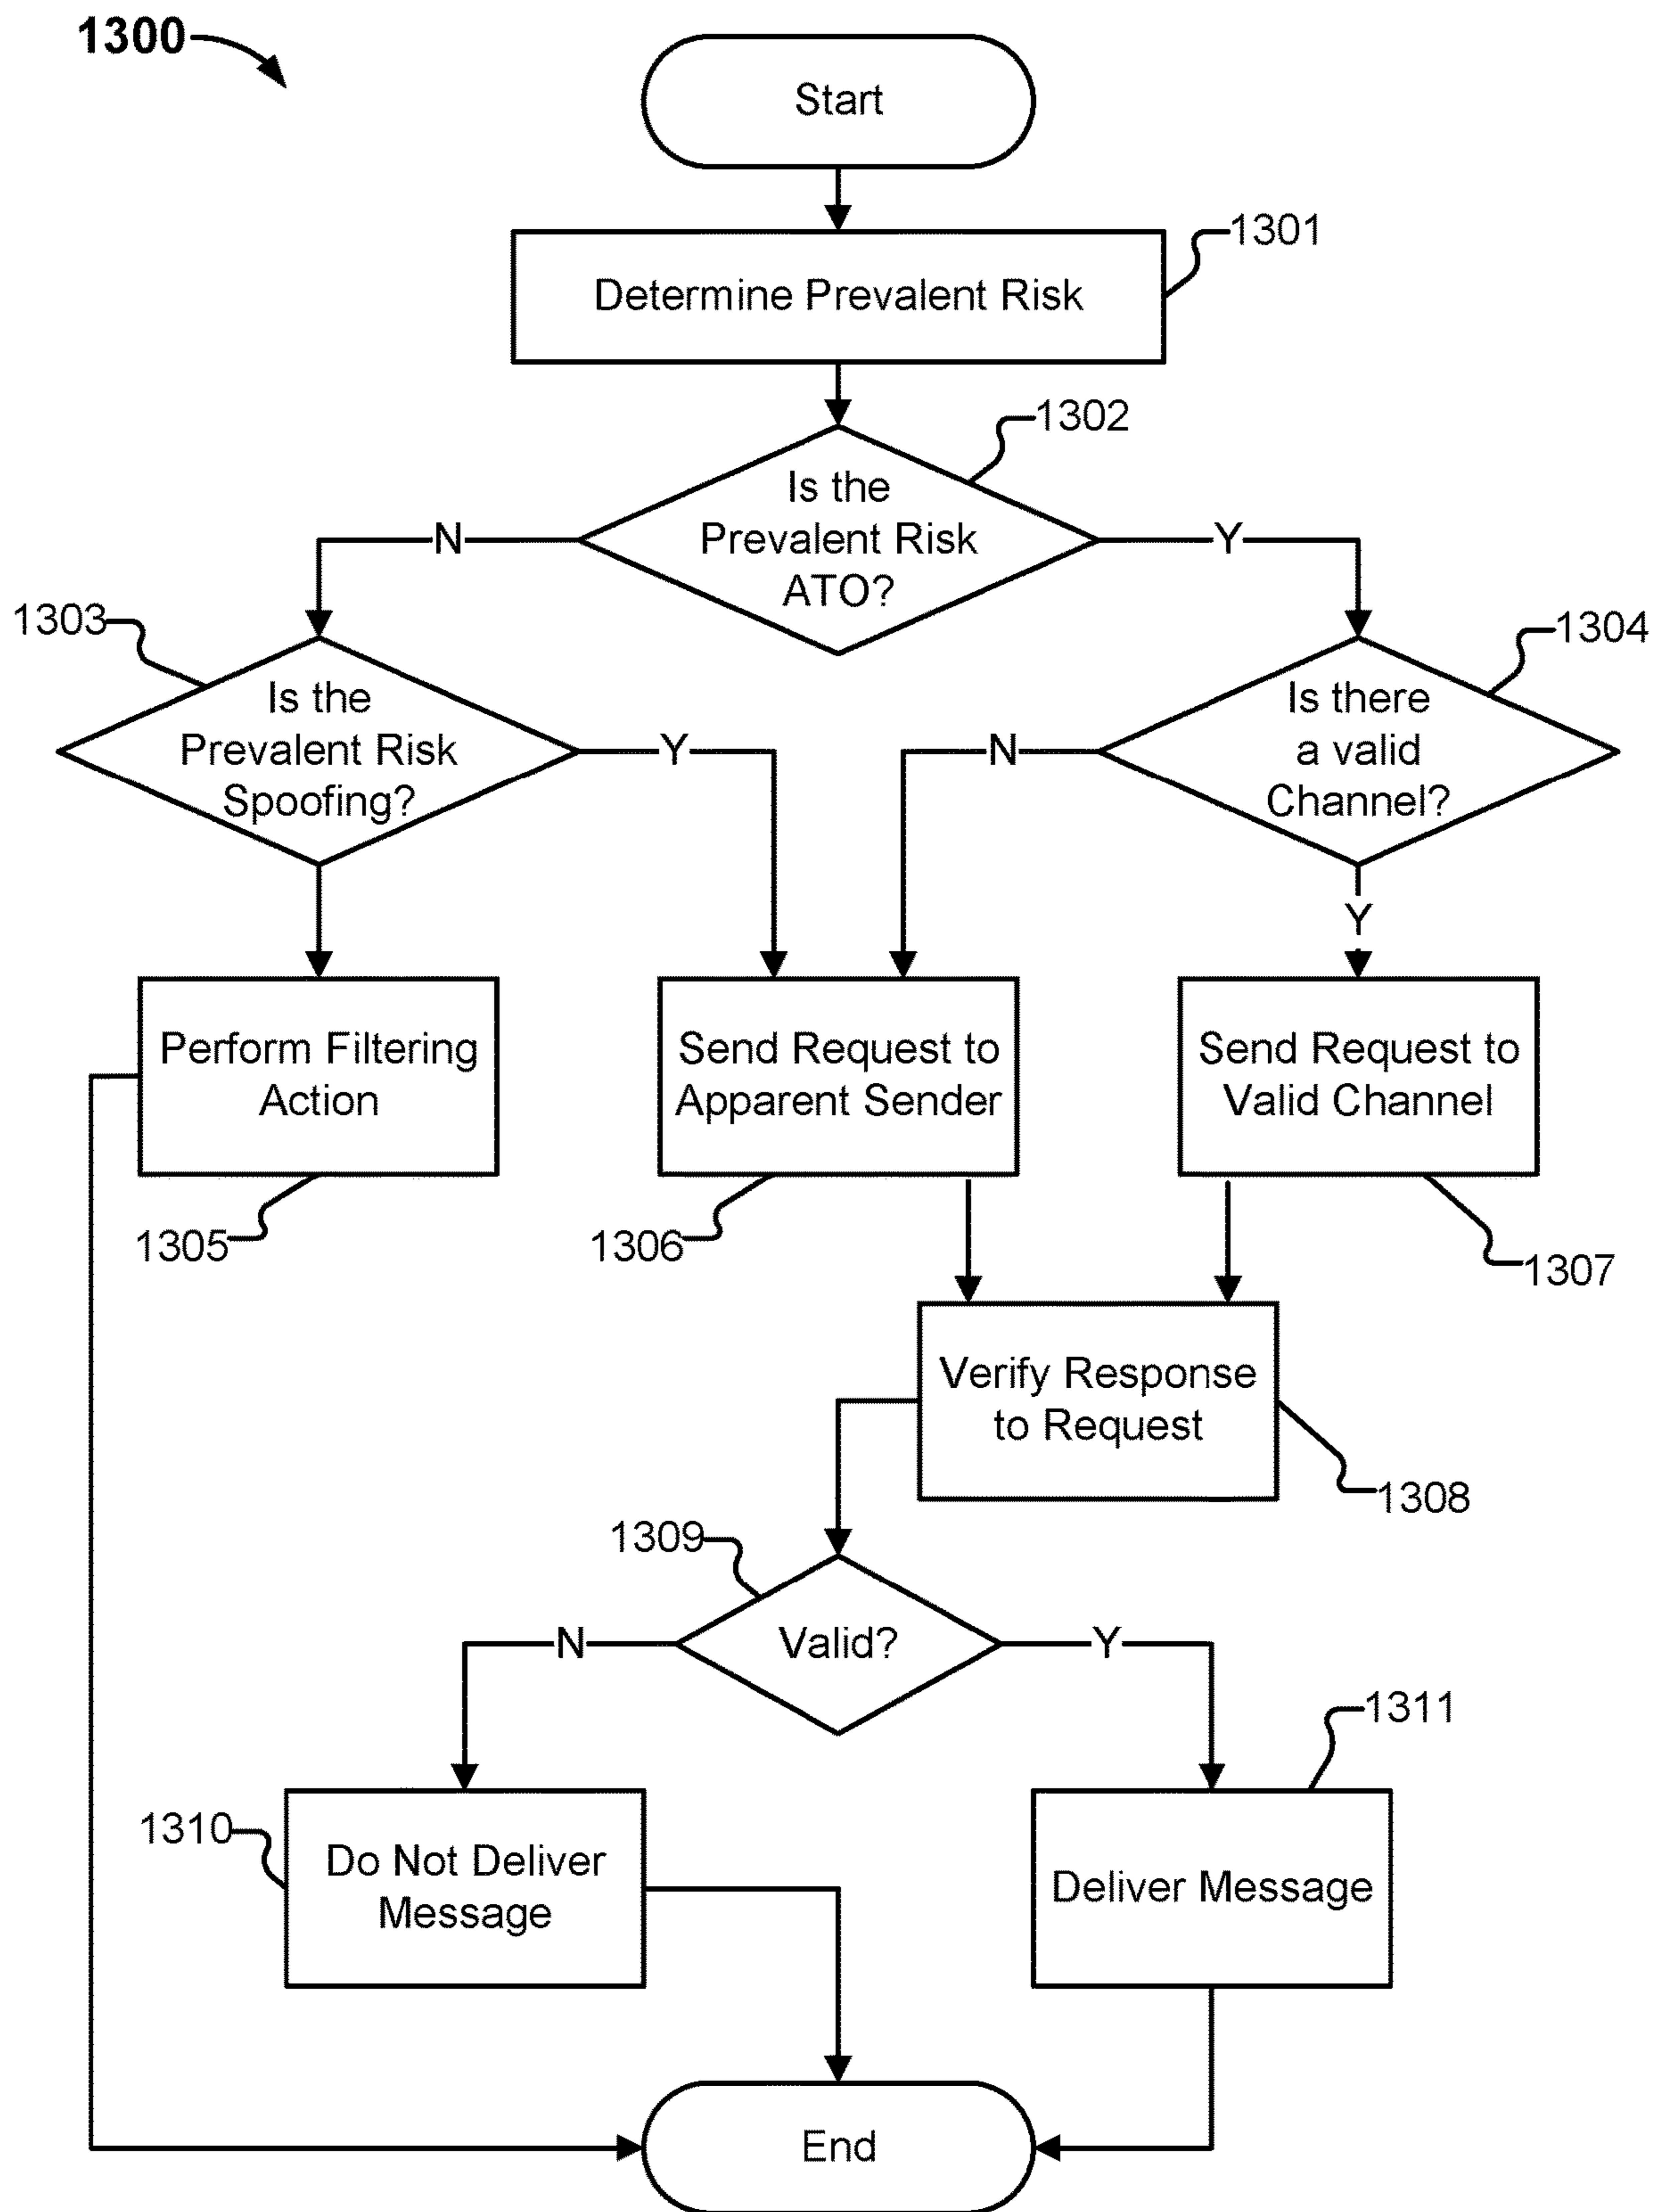 1300
Start
1301
Determine Prevalent Risk
1302
Is the
Prevalent Risk
ATO?
N
Y
1303
1304
Is the
Prevalent Risk
Spoofing?
Y
N
Is there
a valid
Channel?
Y
Perform Filtering
Action
Send Request to
Apparent Sender
Send Request to
Valid Channel
1305
1306
1307
Verify Response
to Request
1308
1309
Valid?
N
Y
1311
1310
Do Not Deliver
Message
Deliver Message
End